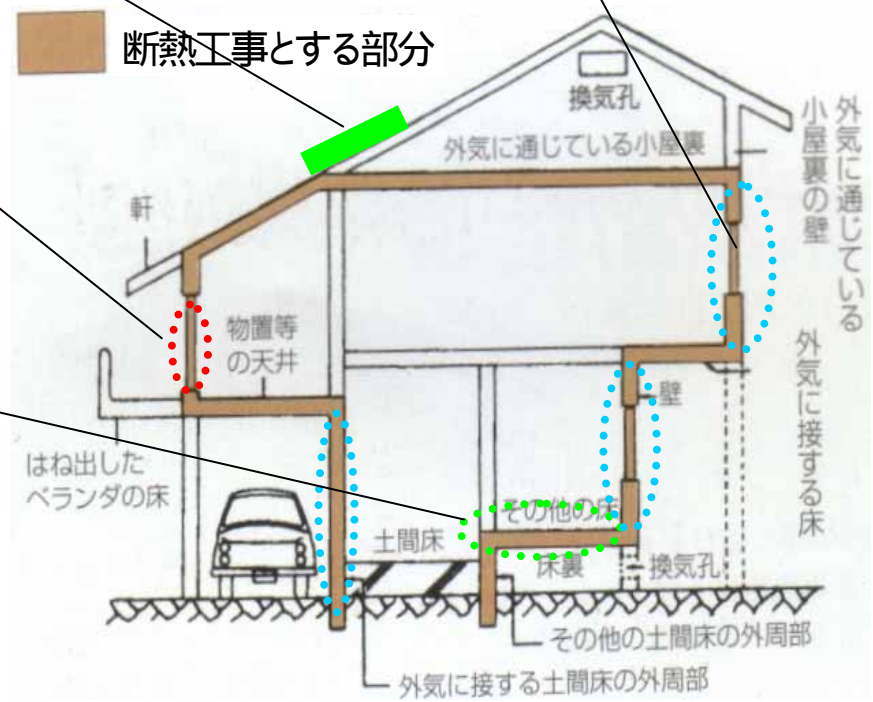 断熱工事とする部分
換気孔
外気に通じている小屋裏
外気に通じている
小屋裏の壁
軒
物置等
の天井
外気に接する床
壁
はね出した
ベランダの床
その他の床
土間床
床裏
換気孔
その他の土間床の外周部
外気に接する土間床の外周部